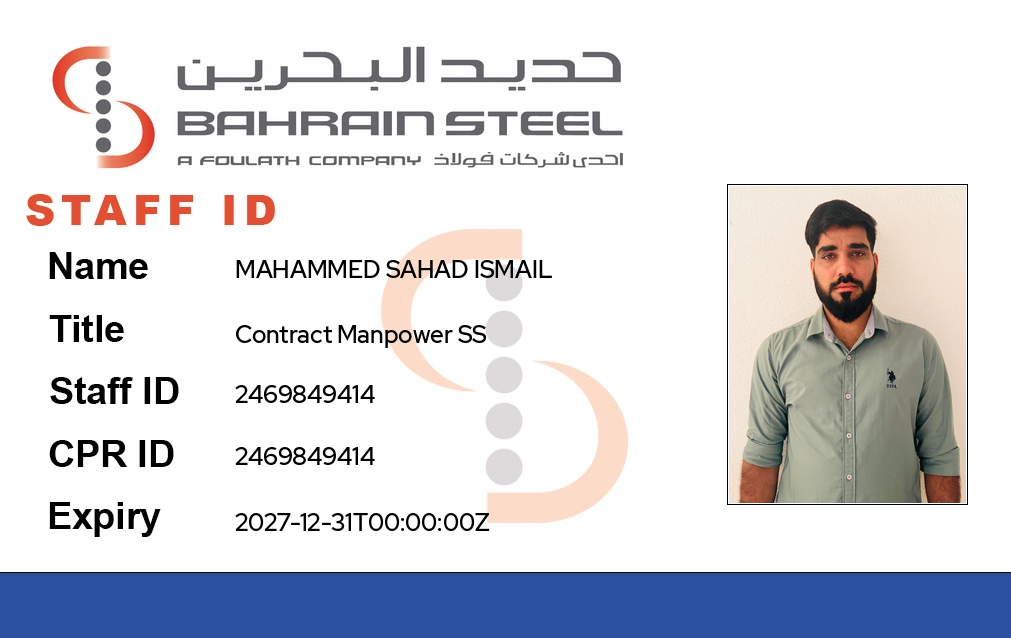 حديد البحرين
BAHRAIN STEEL
A FOULATH COMPANY احدى شركات فولاذ
STAFF ID
Name MAHAMMED SAHAD ISMAIL
Title Contract Manpower SS
Staff ID 2469849414
CPR ID 2469849414
Expiry 2027-12-31T00:00:00Z